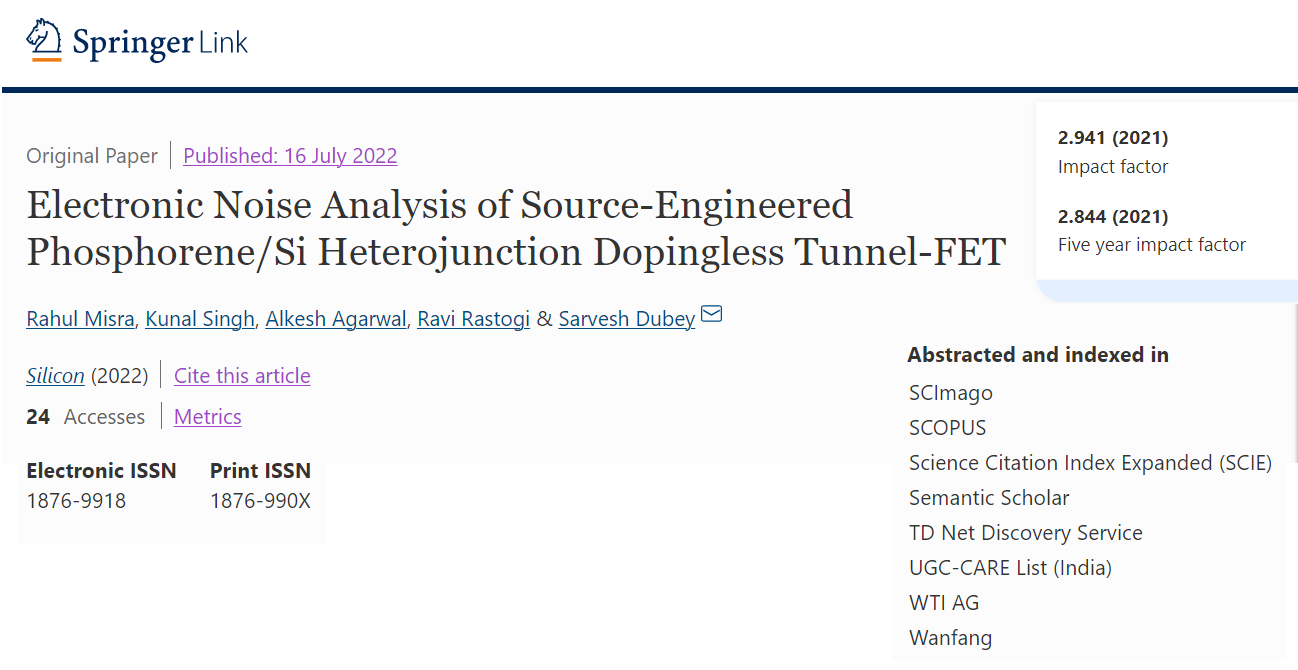 Springer Link
Original Paper Published: 16 July 2022
Electronic Noise Analysis of Source-Engineered
Phosphorene/Si Heterojunction Dopingless Tunnel-FET
Rahul Misra, Kunal Singh, Alkesh Agarwal, Ravi Rastogi & Sarvesh Dubey
Silicon (2022) Cite this article
24 Accesses Metrics
Electronic ISSN Print ISSN
1876-9918 1876-990X
2.941 (2021)
Impact factor
2.844 (2021)
Five year impact factor
Abstracted and indexed in
SCImago
SCOPUS
Science Citation Index Expanded (SCIE)
Semantic Scholar
TD Net Discovery Service
UGC-CARE List (India)
WTI AG
Wanfang